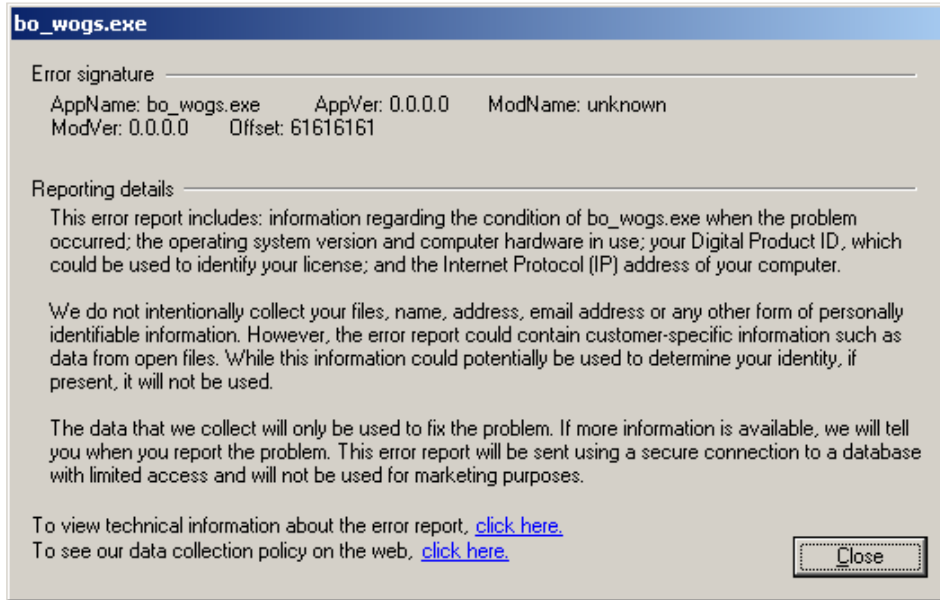 bo_wogs.exe
Error signature
AppName: bo_wogs.exe AppVer: 0.0.0.0 ModName: unknown
ModVer: 0.0.0.0 Offset: 61616161
Reporting details
This error report includes: information regarding the condition of bo_wogs.exe when the problem
occurred; the operating system version and computer hardware in use; your Digital Product ID, which
could be used to identify your license; and the Internet Protocol (IP) address of your computer.
We do not intentionally collect your files, name, address, email address or any other form of personally
identifiable information. However, the error report could contain customer-specific information such as
data from open files. While this information could potentially be used to determine your identity, if
present, it will not be used.
The data that we collect will only be used to fix the problem. If more information is available, we will tell
you when you report the problem. This error report will be sent using a secure connection to a database
with limited access and will not be used for marketing purposes.
To view technical information about the error report, click here.
To see our data collection policy on the web, click here.
Close